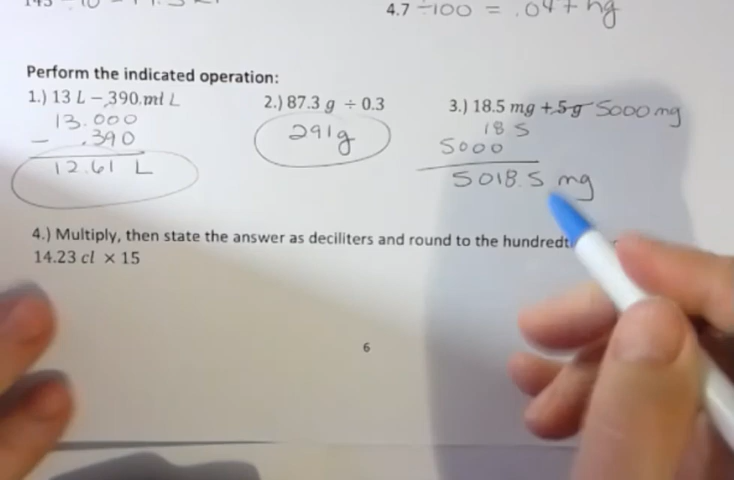 4.7 ÷100 = .047 hg
Perform the indicated operation:
1.) 13 L – .390 ml L
13.000
– .390
12.61 L
2.) 87.3 g ÷ 0.3
291g
3.) 18.5 mg + 5 g 5000 mg
18 5
5000
5018.5 mg
4.) Multiply, then state the answer as deciliters and round to the
14.23 cl × 15
6